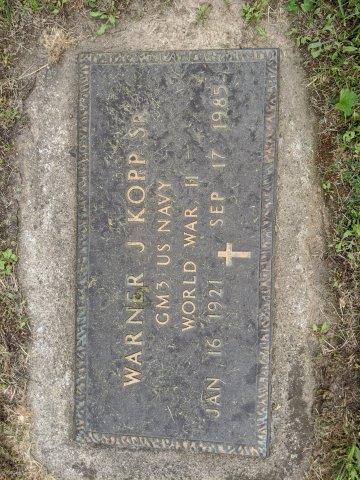 WARNER J KOPP SR
GM3 US NAVY
WORLD WAR II
JAN 16 1921 SEP 17 1985